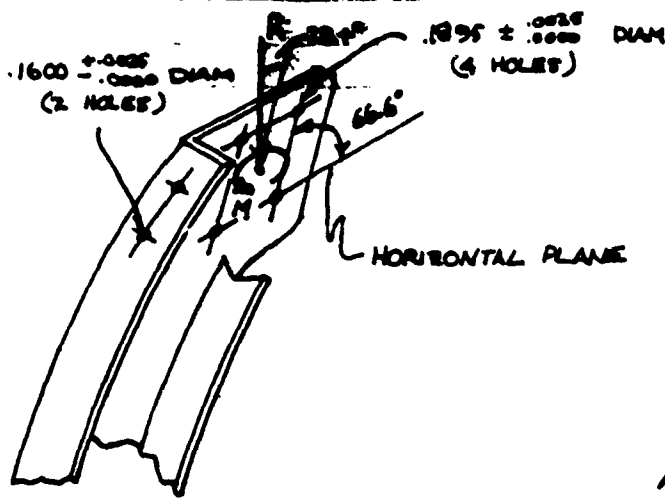 .1600 +.0025 -.0000 DIAM
(2 HOLES)
.1895 ± .0025 .0000 DIAM
(4 HOLES)
66.6°
M
HORIZONTAL PLANE